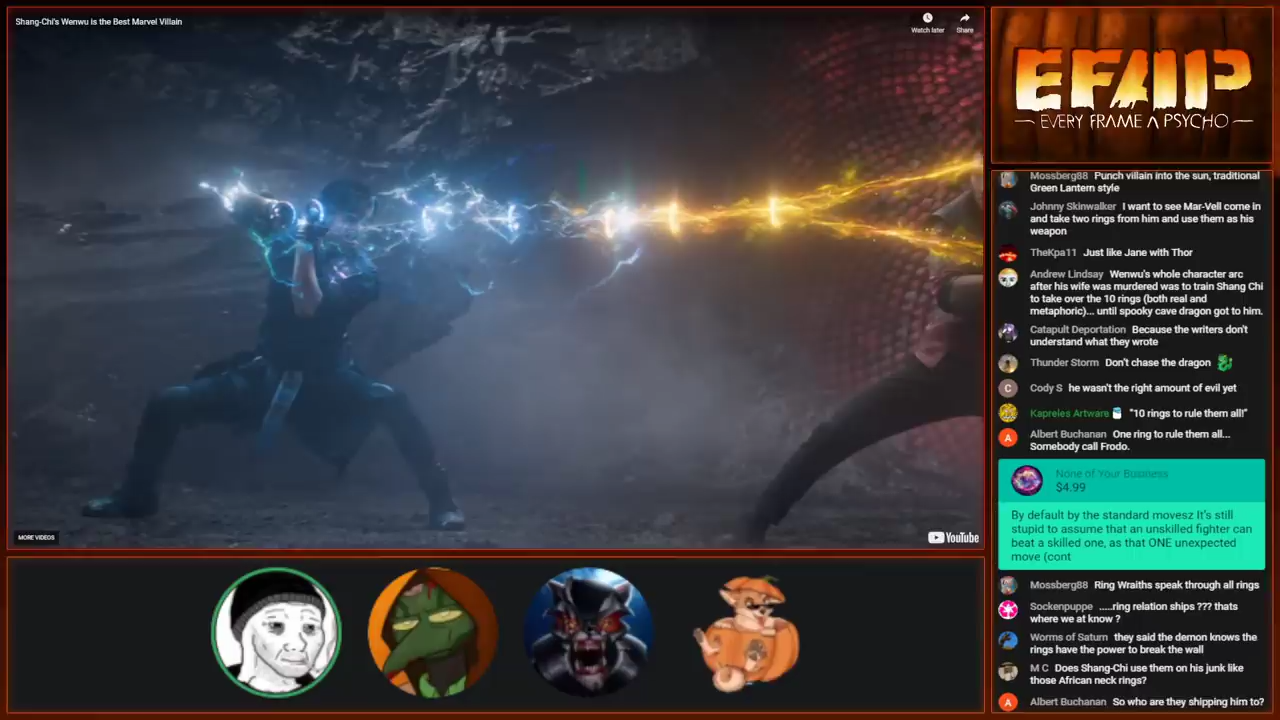 Shang-Chi's Wenwu is the Best Marvel Villain
Watch later
Share
MORE VIDEOS
YouTube
EFAP
EVERY FRAME A PSYCHO
Mossberg88 Punch villain into the sun, traditional
Green Lantern style
Johnny Skinwalker I want to see Mar-Vell come in
and take two rings from him and use them as his
weapon
TheKpa11 Just like Jane with Thor
Andrew Lindsay Wenwu's whole character arc
after his wife was murdered was to train Shang Chi
to take over the 10 rings (both real and
metaphoric)... until spooky cave dragon got to him.
Catapult Deportation Because the writers don't
understand what they wrote
Thunder Storm Don't chase the dragon
C
Cody S he wasn't the right amount of evil yet
Kapreles Artware "10 rings to rule them all!"
A
Albert Buchanan One ring to rule them all...
Somebody call Frodo.
None of Your Business
$4.99
By default by the standard movesz It's still
stupid to assume that an unskilled fighter can
beat a skilled one, as that ONE unexpected
move (cont
Mossberg88 Ring Wraiths speak through all rings
Sockenpuppe .....ring relation ships ??? thats
where we at know ?
Worms of Saturn they said the demon knows the
rings have the power to break the wall
M C Does Shang-Chi use them on his junk like
those African neck rings?
A
Albert Buchanan So who are they shipping him to?